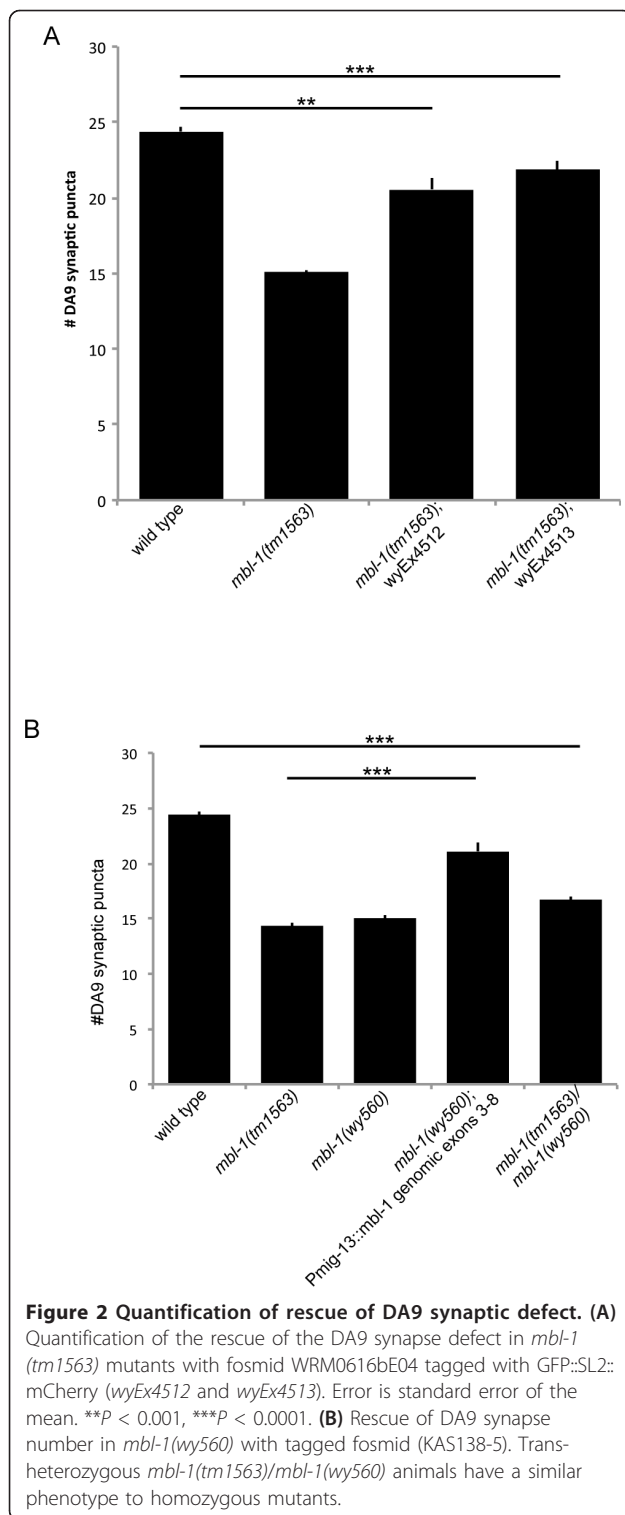 A
***
**
30
25
20
15
10
5
0
# DA9 synaptic puncta
wild type
mbl-1(tm1563)
mbl-1(tm1563);
wyEx4512
mbl-1(tm1563);
wyEx4513
B
***
***
30
25
20
15
10
5
0
#DA9 synaptic puncta
wild type
mbl-1(tm1563)
mbl-1(wy560)
mbl-1(wy560);
Pmig-13::mbl-1 genomic exons 3-8
mbl-1(tm1563)/
mbl-1(wy560)
Figure 2 Quantification of rescue of DA9 synaptic defect. (A)
Quantification of the rescue of the DA9 synapse defect in mbl-1
(tm1563) mutants with fosmid WRM0616bE04 tagged with GFP::SL2::
mCherry (wyEx4512 and wyEx4513). Error is standard error of the
mean. **P < 0.001, ***P < 0.0001. (B) Rescue of DA9 synapse
number in mbl-1(wy560) with tagged fosmid (KAS138-5). Trans-
heterozygous mbl-1(tm1563)/mbl-1(wy560) animals have a similar
phenotype to homozygous mutants.